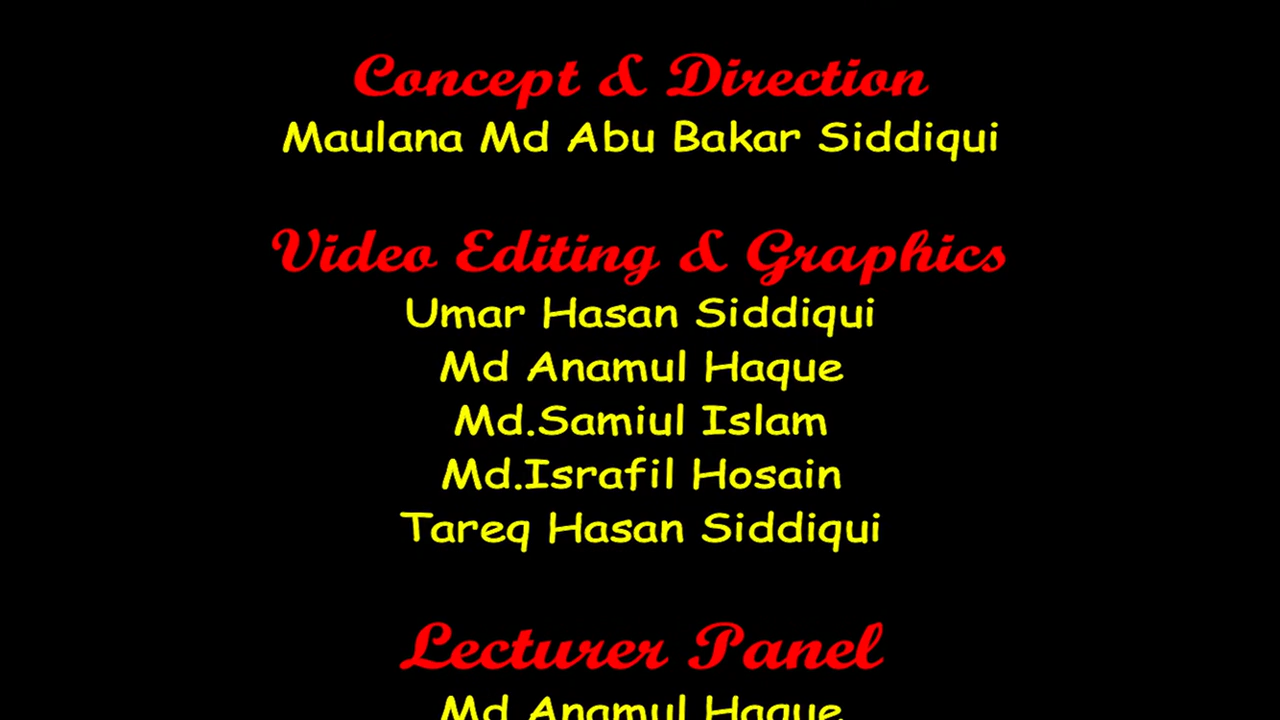 Concept & Direction
Maulana Md Abu Bakar Siddiqui
Video Editing & Graphics
Umar Hasan Siddiqui
Md Anamul Haque
Md.Samiul Islam
Md.Israfil Hosain
Tareq Hasan Siddiqui
Lecturer Panel
Md Anamul Haque